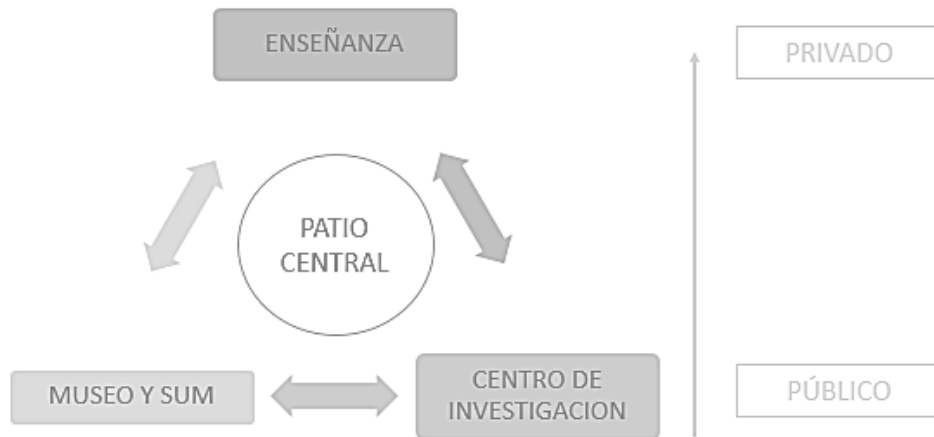 ENSEÑANZA
PRIVADO
PATIO
CENTRAL
MUSEO Y SUM
CENTRO DE
INVESTIGACION
PÚBLICO